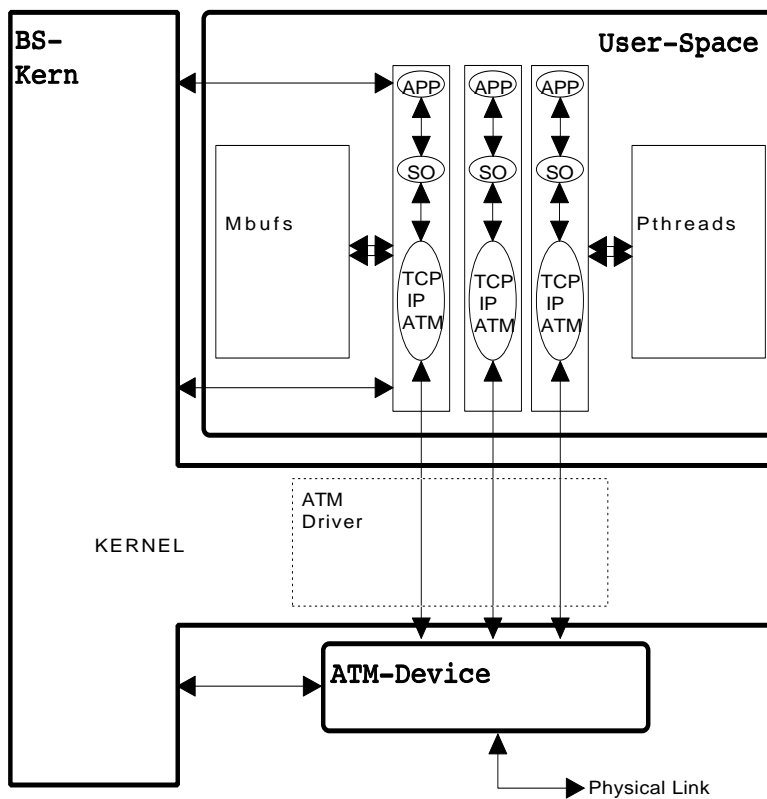 BS-
Kern
User-Space
APP
APP
APP
SO
SO
SO
Mbufs
Pthreads
TCP
IP
ATM
TCP
IP
ATM
TCP
IP
ATM
ATM
Driver
KERNEL
ATM-Device
Physical Link